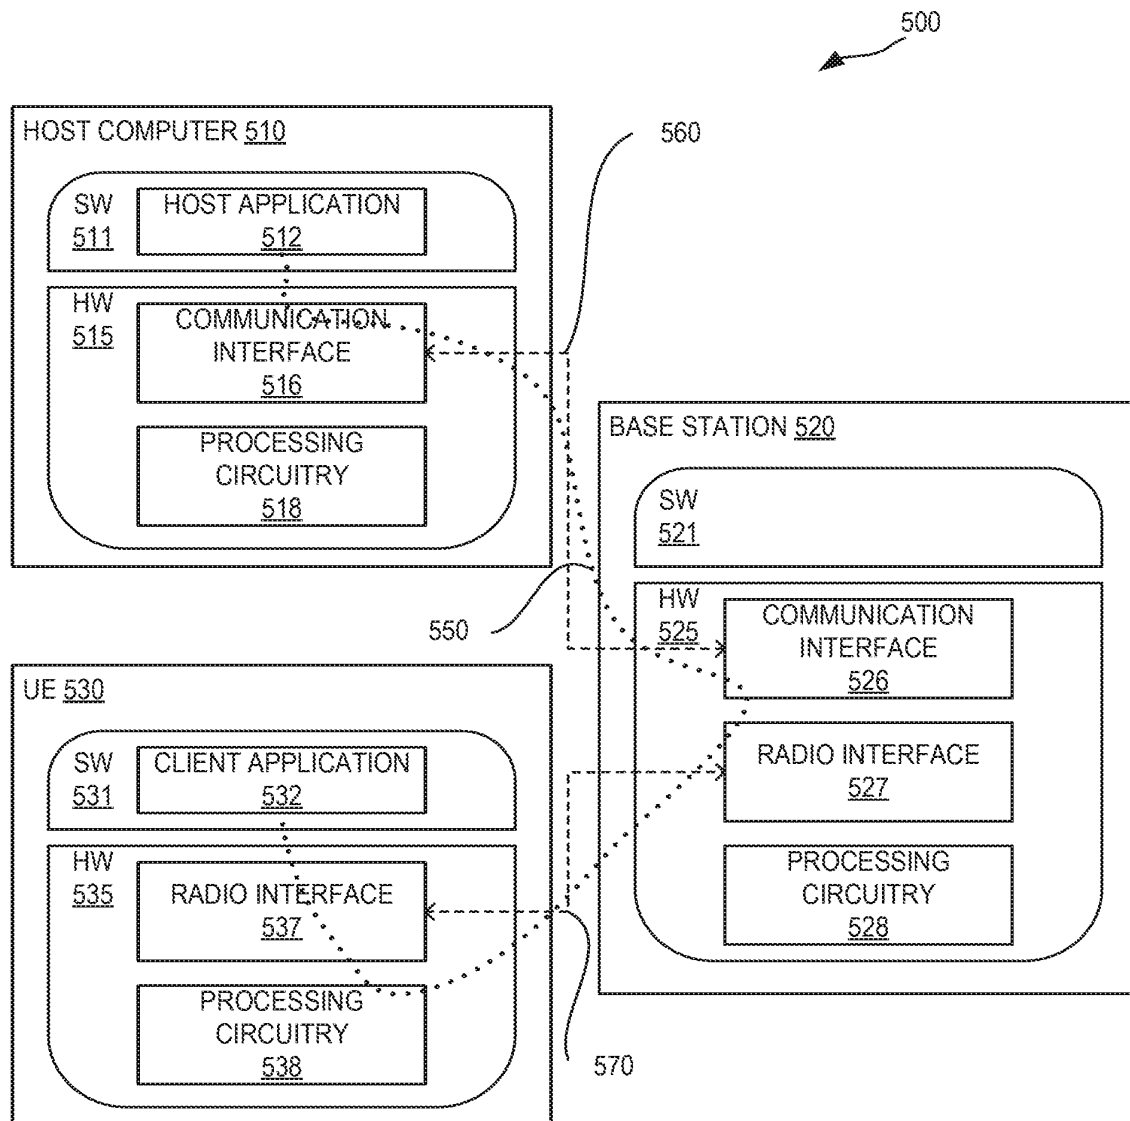 500
HOST COMPUTER 510
560
SW
511
HOST APPLICATION
512
HW
515
COMMUNICATION
INTERFACE
516
PROCESSING
CIRCUITRY
518
BASE STATION 520
SW
521
550
HW
525
COMMUNICATION
INTERFACE
526
RADIO INTERFACE
527
PROCESSING
CIRCUITRY
528
UE 530
SW
531
CLIENT APPLICATION
532
HW
535
RADIO INTERFACE
537
PROCESSING
CIRCUITRY
538
570